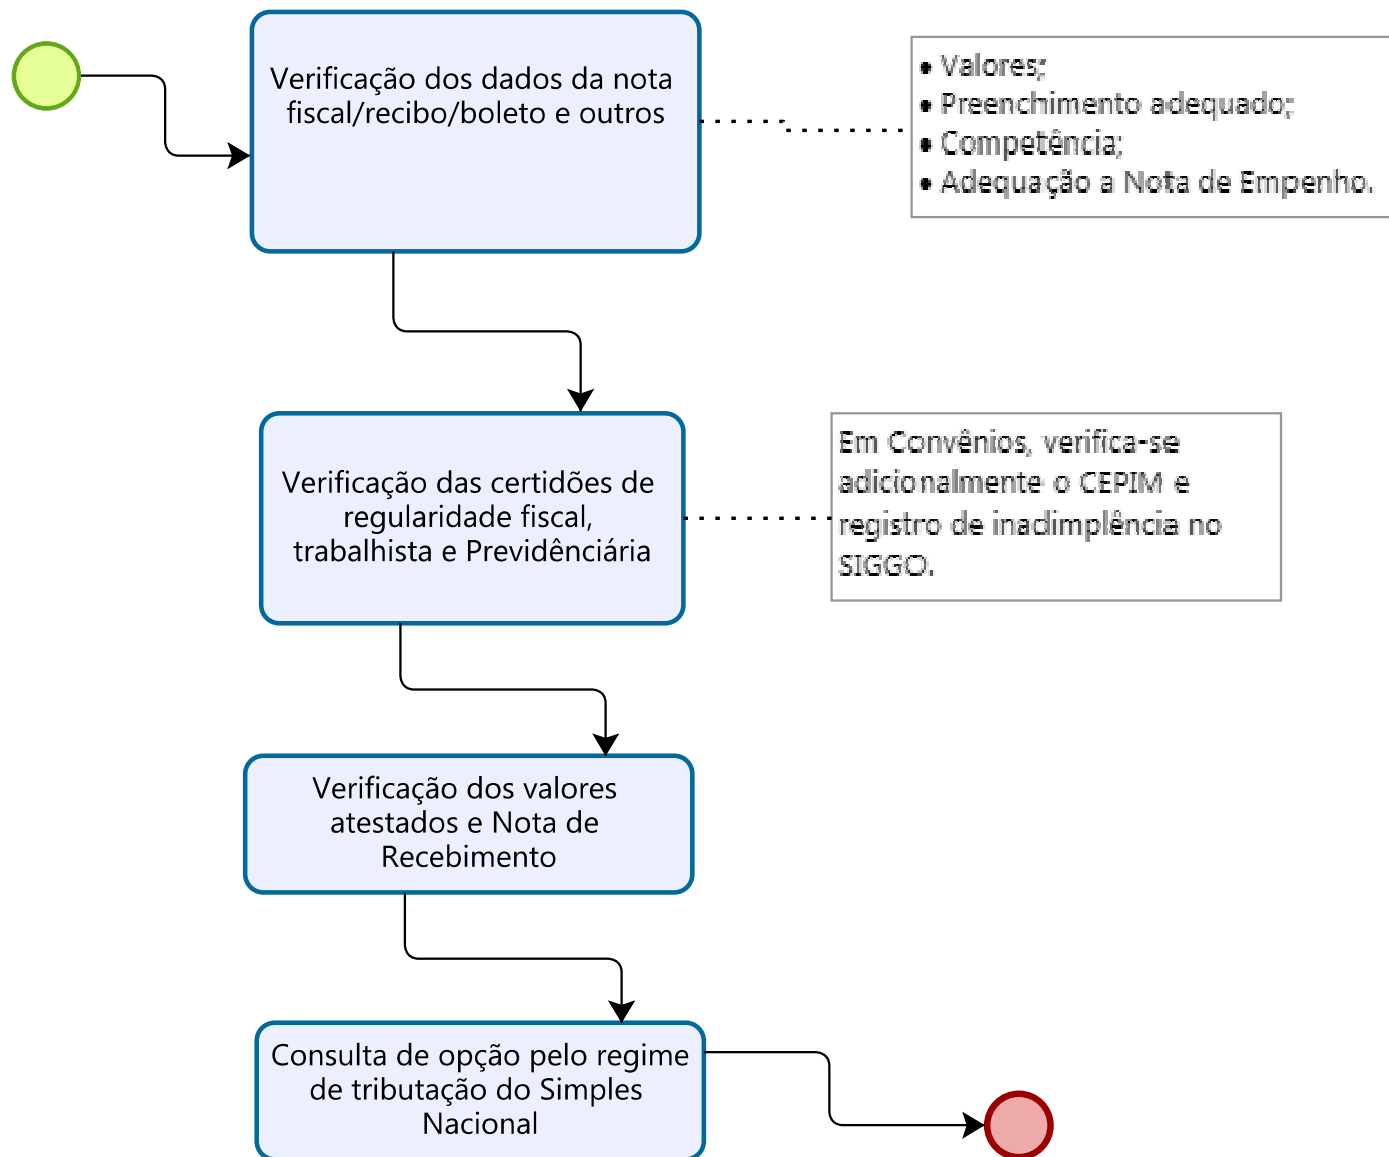 Verificação dos dados da nota
fiscal/recibo/boleto e outros
• Valores;
• Preenchimento adequado;
• Competência;
• Adequação a Nota de Empenho.
Verificação das certidões de
regularidade fiscal,
trabalhista e Previdênciária
Em Convênios, verifica-se
adicionalmente o CEPIM e
registro de inadimplência no
SIGGO.
Verificação dos valores
atestados e Nota de
Recebimento
Consulta de opção pelo regime
de tributação do Simples
Nacional